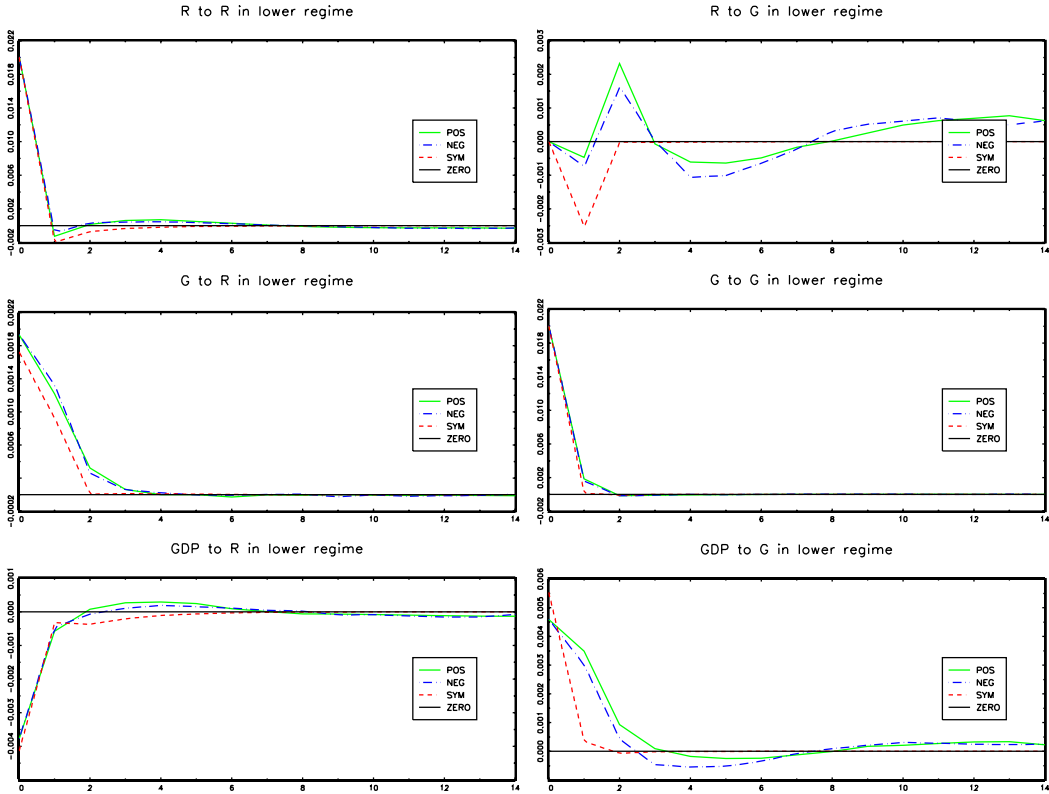 R to R in lower regime
0.022
0.018
0.014
0.010
0.006
0.002
-0.002
POS
NEG
SYM
ZERO
0 2 4 6 8 10 12 14
R to G in lower regime
0.003
0.002
0.001
0.000
-0.001
-0.002
-0.003
POS
NEG
SYM
ZERO
0 2 4 6 8 10 12 14
G to R in lower regime
0.0022
0.0018
0.0014
0.0010
0.0006
0.0002
-0.0002
POS
NEG
SYM
ZERO
0 2 4 6 8 10 12 14
G to G in lower regime
0.022
0.018
0.014
0.010
0.006
0.002
-0.002
POS
NEG
SYM
ZERO
0 2 4 6 8 10 12 14
GDP to R in lower regime
0.001
0.000
-0.001
-0.002
-0.003
-0.004
POS
NEG
SYM
ZERO
0 2 4 6 8 10 12 14
GDP to G in lower regime
0.006
0.005
0.004
0.003
0.002
0.001
0.000
POS
NEG
SYM
ZERO
0 2 4 6 8 10 12 14